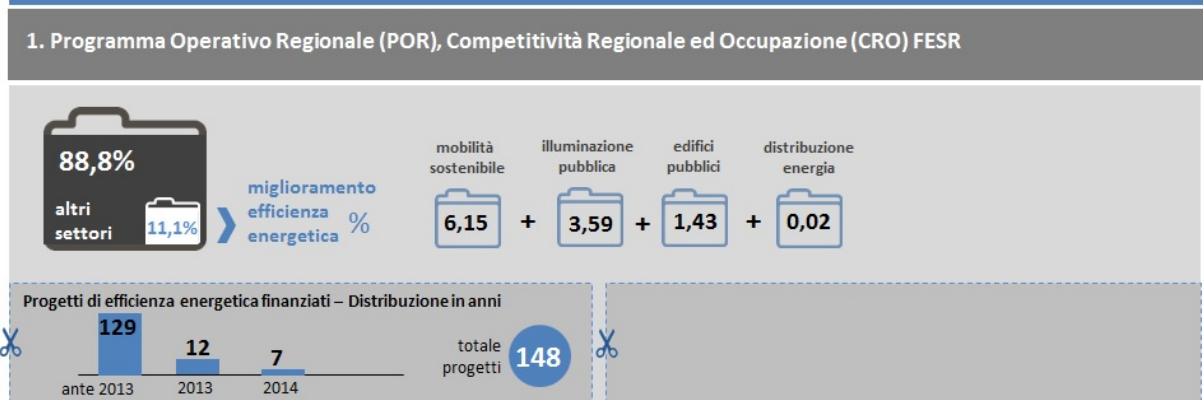 1. Programma Operativo Regionale (POR), Competitività Regionale ed Occupazione (CRO) FESR
88,8%
altri
settori
11,1%
miglioramento
efficienza
energetica %
mobilità
sostenibile
6,15
+
illuminazione
pubblica
3,59
+
edifici
pubblici
1,43
+
distribuzione
energia
0,02
Progetti di efficienza energetica finanziati – Distribuzione in anni
129
12
7
ante 2013
2013
2014
totale
progetti
148